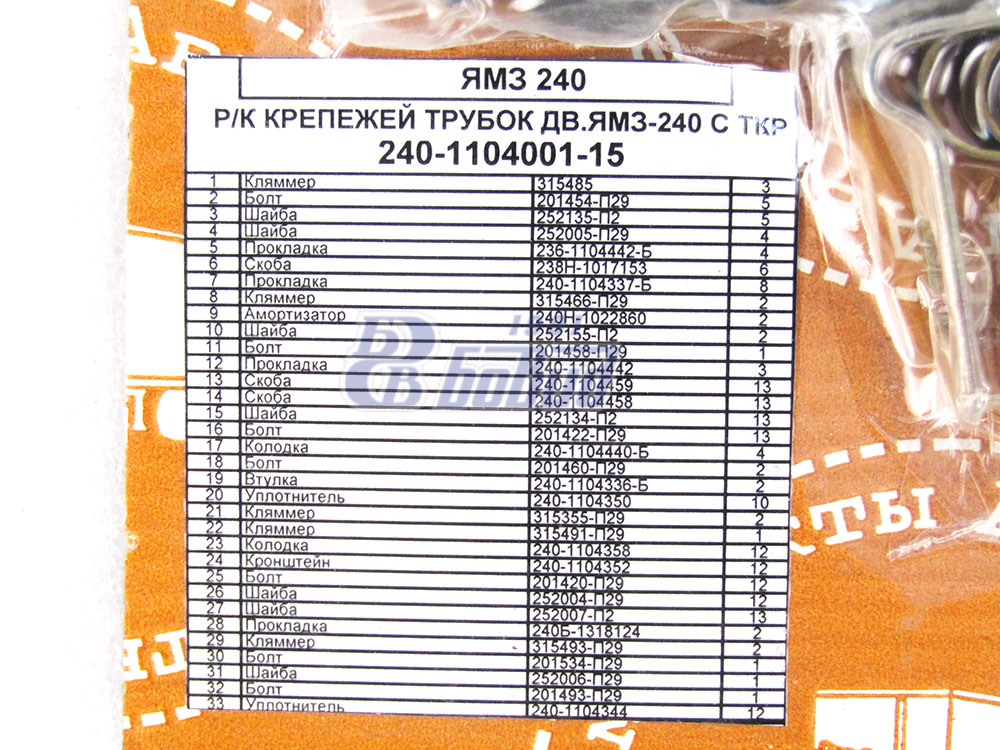 ЯМЗ 240
Р/К КРЕПЕЖЕЙ ТРУБОК ДВ.ЯМЗ-240 С ТКР
240-1104001-15
1 Кляммер 315485 3
2 Болт 201454-П29 5
3 Шайба 252135-П2 5
4 Шайба 252005-П29 4
5 Прокладка 236-1104442-Б 4
6 Скоба 238Н-1017153 6
7 Прокладка 240-1104337-Б 8
8 Кляммер 315466-П29 2
9 Амортизатор 240Н-1022860 2
10 Шайба 252155-П2 2
11 Болт 201458-П29 1
12 Прокладка 240-1104442 3
13 Скоба 240-1104459 13
14 Скоба 240-1104458 13
15 Шайба 252134-П2 13
16 Болт 201422-П29 13
17 Колодка 240-1104440-Б 4
18 Болт 201460-П29 2
19 Втулка 240-1104336-Б 2
20 Уплотнитель 240-1104350 10
21 Кляммер 315355-П29 2
22 Кляммер 315491-П29 1
23 Колодка 240-1104358 12
24 Кронштейн 240-1104352 12
25 Болт 201420-П29 12
26 Шайба 252004-П29 12
27 Шайба 252007-П2 13
28 Прокладка 240Б-1318124 2
29 Кляммер 315493-П29 2
30 Болт 201534-П29 1
31 Шайба 252006-П29 1
32 Болт 201493-П29 1
33 Уплотнитель 240-1104344 12